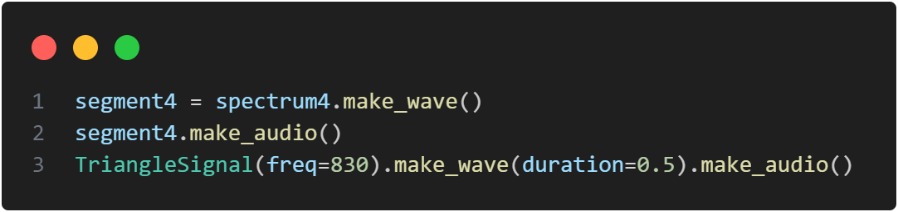 1 segment4 = spectrum4.make_wave()
2 segment4.make_audio()
3 TriangleSignal(freq=830).make_wave(duration=0.5).make_audio()